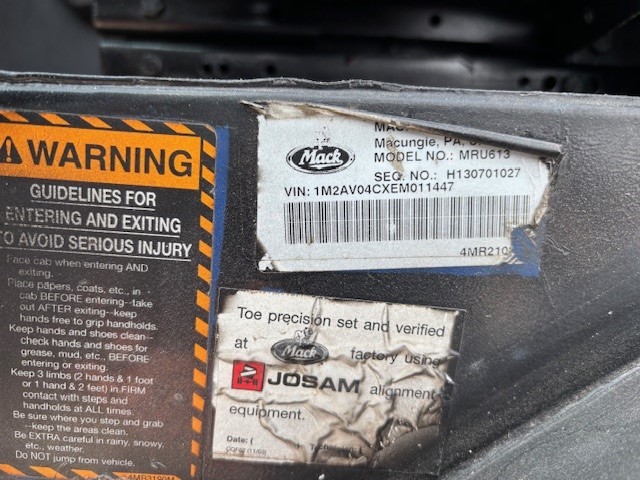 WARNING
GUIDELINES FOR
ENTERING AND EXITING
TO AVOID SERIOUS INJURY
Face cab when entering AND
exiting.
Place papers, coats, etc., in
cab BEFORE entering--take
out AFTER exiting--keep
hands free to grip handholds.
Keep hands and shoes clean--
check hands and shoes for
grease, mud, etc., BEFORE
entering or exiting.
Keep 3 limbs (2 hands & 1 foot
or 1 hand & 2 feet) in FIRM
contact with steps and
handholds at ALL times.
Be sure where you step and grab
--keep the areas clean.
Be EXTRA careful in rainy, snowy,
etc., weather.
Do NOT jump from vehicle.
4MR3190M
Mack
Macungie, PA.
MODEL NO.: MRU613
SEG. NO.: H130701027
VIN: 1M2AV04CXEM011447
4MR210
Toe precision set and verified
at Mack factory using
JOSAM alignment
equipment.
Date: